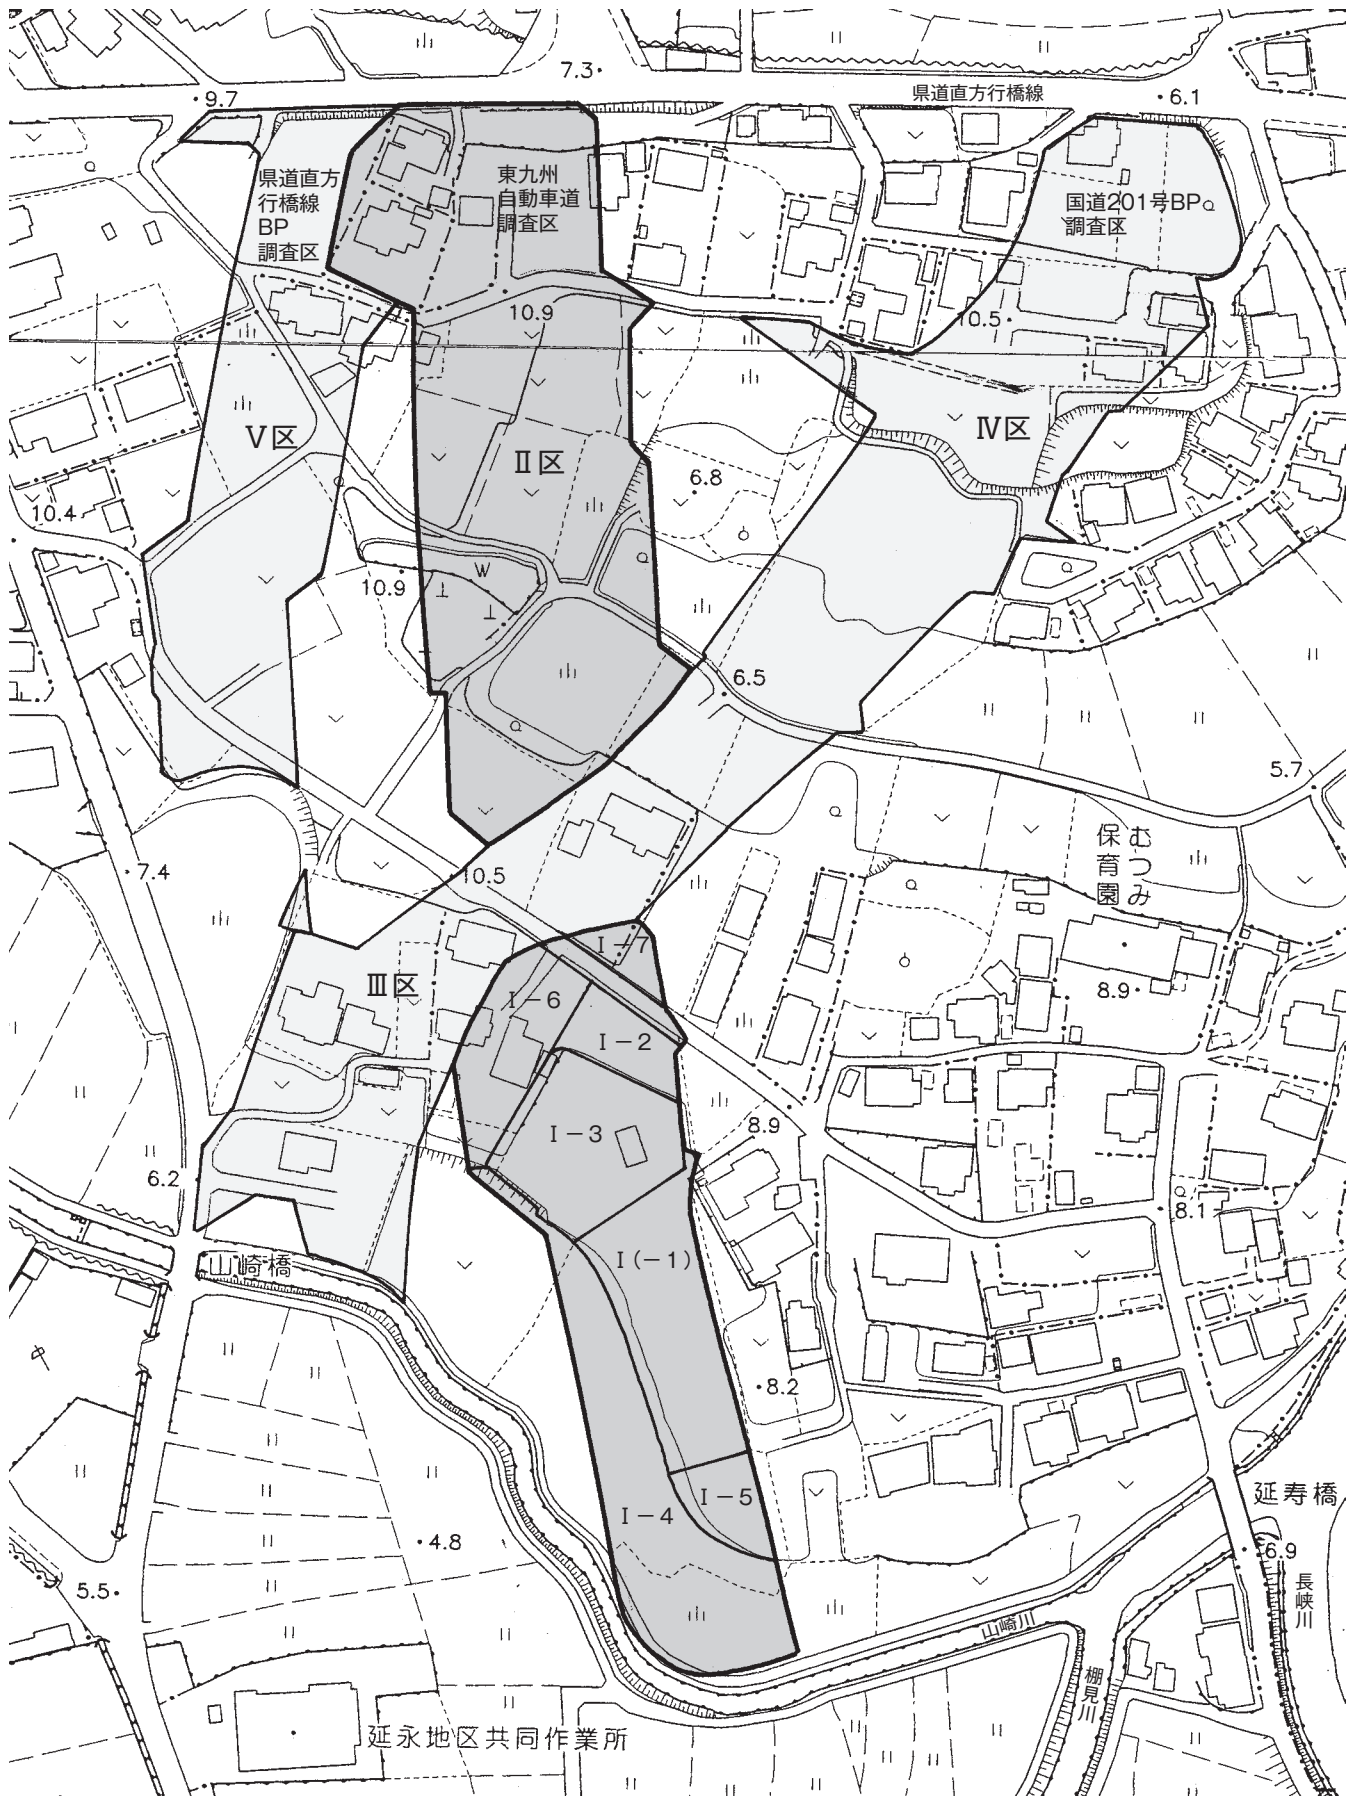 7.3
9.7
県道直方行橋線
6.1
県道直方
行橋線
BP
調査区
東九州
自動車道
調査区
国道201号BP
調査区
10.9
10.5
Ⅴ区
Ⅱ区
Ⅳ区
6.8
10.4
10.9
6.5
5.7
むつみ
保育園
7.4
10.5
Ⅰ−7
Ⅲ区
Ⅰ−6
8.9
Ⅰ−2
Ⅰ−3
8.9
6.2
8.1
山崎橋
Ⅰ(−1)
8.2
Ⅰ−5
延寿橋
Ⅰ−4
4.8
6.9
5.5
長峡川
山崎川
棚見川
延永地区共同作業所